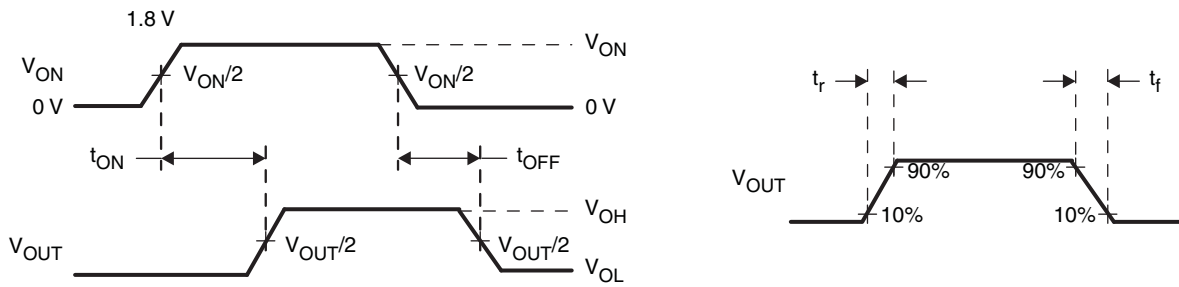 1.8 V
V_ON
V_ON
V_ON/2
V_ON/2
0 V
0 V
t_ON
t_OFF
V_OH
V_OUT
V_OUT/2
V_OUT/2
V_OL
t_r
t_f
V_OUT
90%
90%
10%
10%